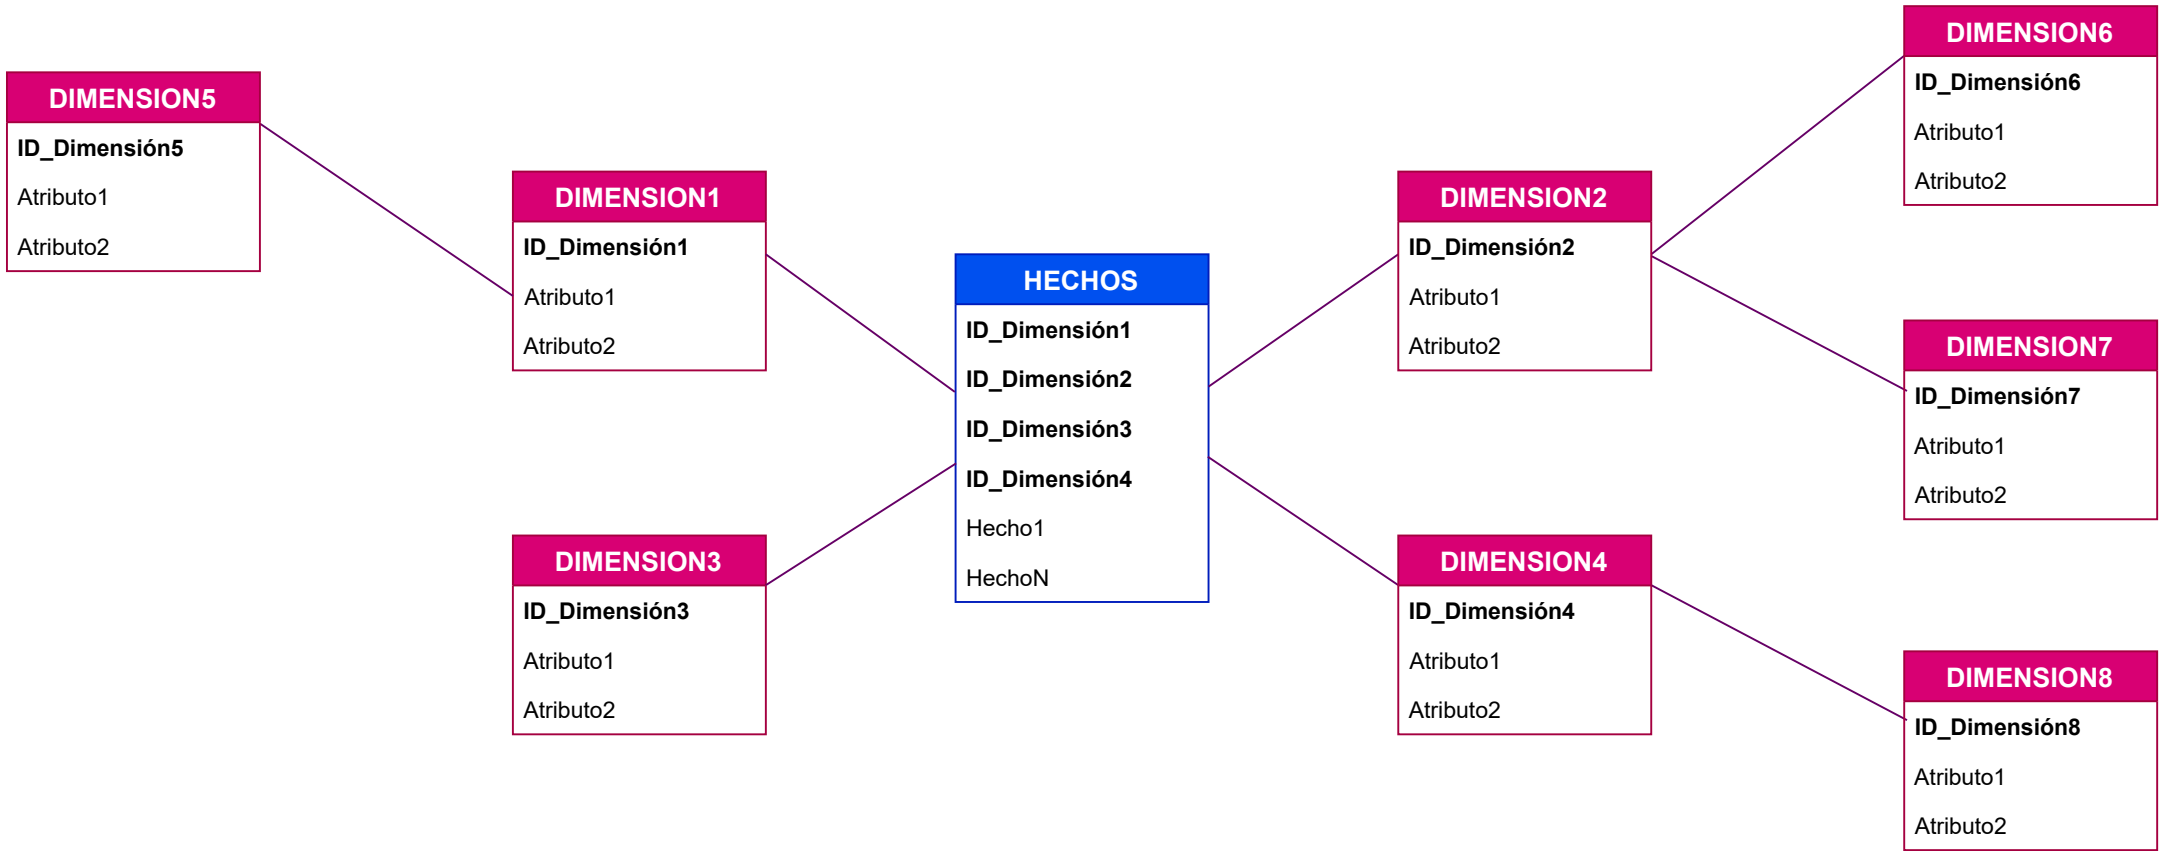 DIMENSION5
ID_Dimensión5
Atributo1
Atributo2
DIMENSION1
ID_Dimensión1
Atributo1
Atributo2
DIMENSION3
ID_Dimensión3
Atributo1
Atributo2
HECHOS
ID_Dimensión1
ID_Dimensión2
ID_Dimensión3
ID_Dimensión4
Hecho1
HechoN
DIMENSION2
ID_Dimensión2
Atributo1
Atributo2
DIMENSION4
ID_Dimensión4
Atributo1
Atributo2
DIMENSION6
ID_Dimensión6
Atributo1
Atributo2
DIMENSION7
ID_Dimensión7
Atributo1
Atributo2
DIMENSION8
ID_Dimensión8
Atributo1
Atributo2